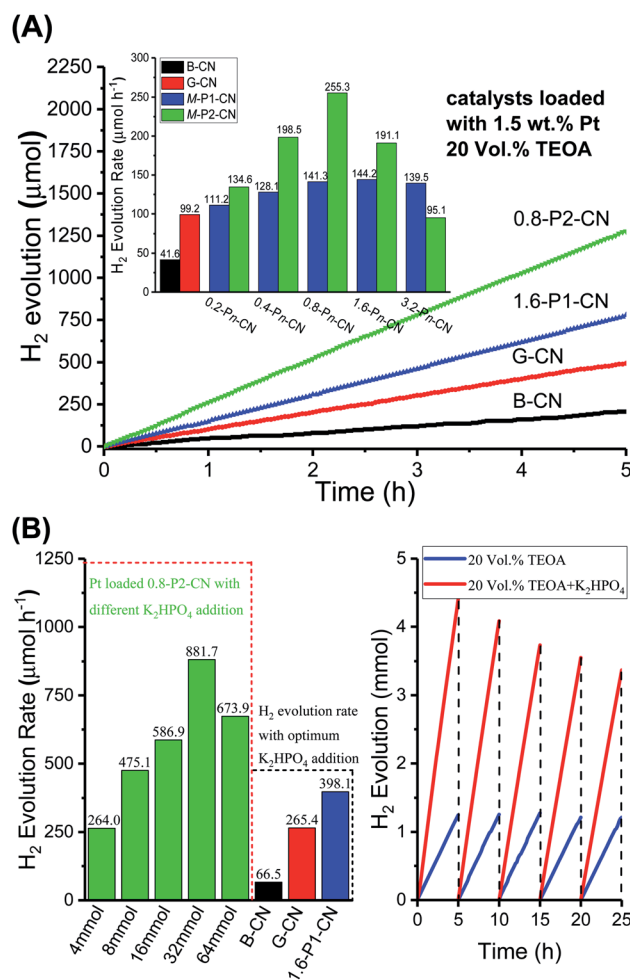 (A)
2250
2000
1750
1500
1250
1000
750
500
250
0
H2 evolution (μmol)
0 1 2 3 4 5
Time (h)
B-CN
G-CN
M-P1-CN
M-P2-CN
300
250
200
150
100
50
0
H2 Evolution Rate (μmol h-1)
41.6
99.2
111.2
134.6
128.1
198.5
141.3
255.3
144.2
191.1
139.5
95.1
0.2-Pn-CN
0.4-Pn-CN
0.8-Pn-CN
1.6-Pn-CN
3.2-Pn-CN
catalysts loaded
with 1.5 wt.% Pt
20 Vol.% TEOA
0.8-P2-CN
1.6-P1-CN
G-CN
B-CN
(B)
1250
1000
750
500
250
0
H2 Evolution Rate (μmol h-1)
Pt loaded 0.8-P2-CN with
different K2HPO4 addition
264.0
475.1
586.9
881.7
673.9
H2 evolution rate
with optimum
K2HPO4 addition
66.5
265.4
398.1
4mmol
8mmol
16mmol
32mmol
64mmol
B-CN
G-CN
1.6-P1-CN
20 Vol.% TEOA
20 Vol.% TEOA+K2HPO4
5
4
3
2
1
0
H2 Evolution (mmol)
0 5 10 15 20 25
Time (h)